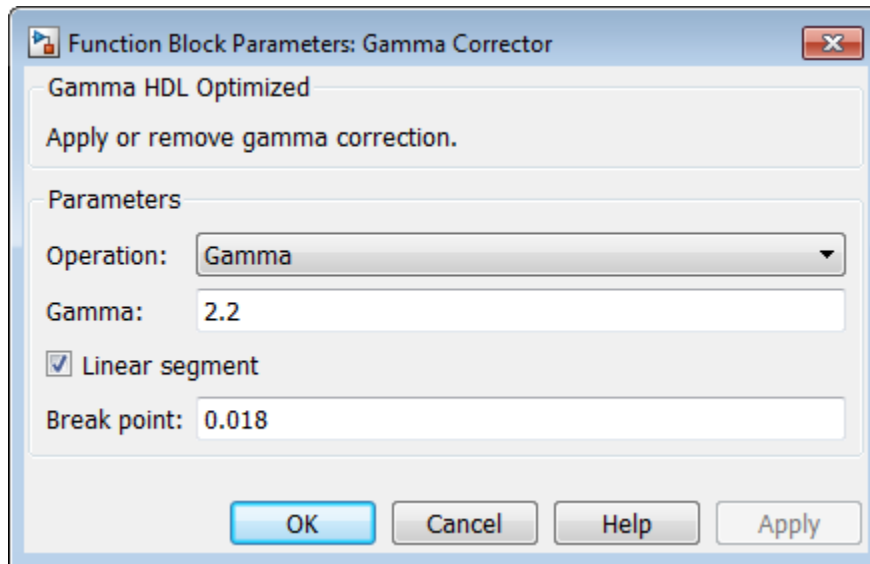 Function Block Parameters: Gamma Corrector
Gamma HDL Optimized
Apply or remove gamma correction.
Parameters
Operation: Gamma
Gamma: 2.2
Linear segment
Break point: 0.018
OK Cancel Help Apply